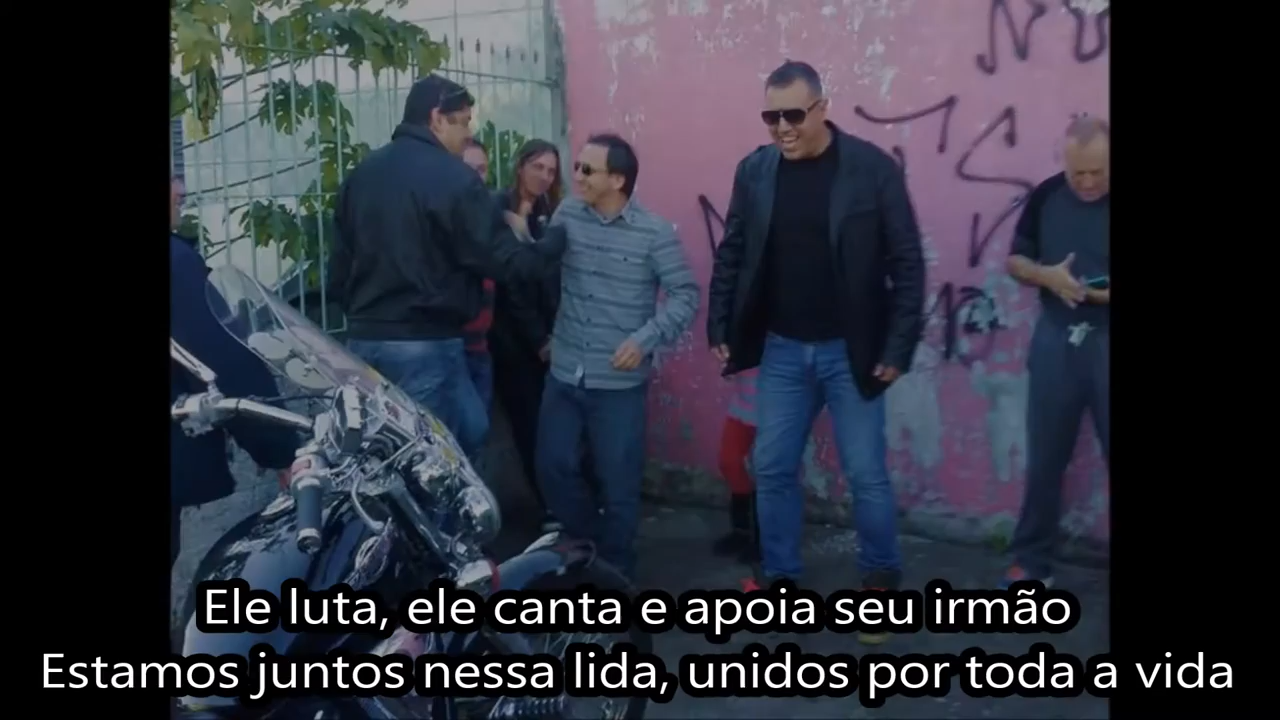 Ele luta, ele canta e apoia seu irmão
Estamos juntos nessa lida, unidos por toda a vida